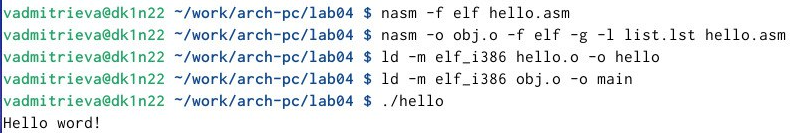 vadmitrieva@dk1n22 ~/work/arch-pc/lab04 $ nasm -f elf hello.asm
vadmitrieva@dk1n22 ~/work/arch-pc/lab04 $ nasm -o obj.o -f elf -g -l list.lst hello.asm
vadmitrieva@dk1n22 ~/work/arch-pc/lab04 $ ld -m elf_i386 hello.o -o hello
vadmitrieva@dk1n22 ~/work/arch-pc/lab04 $ ld -m elf_i386 obj.o -o main
vadmitrieva@dk1n22 ~/work/arch-pc/lab04 $ ./hello
Hello word!